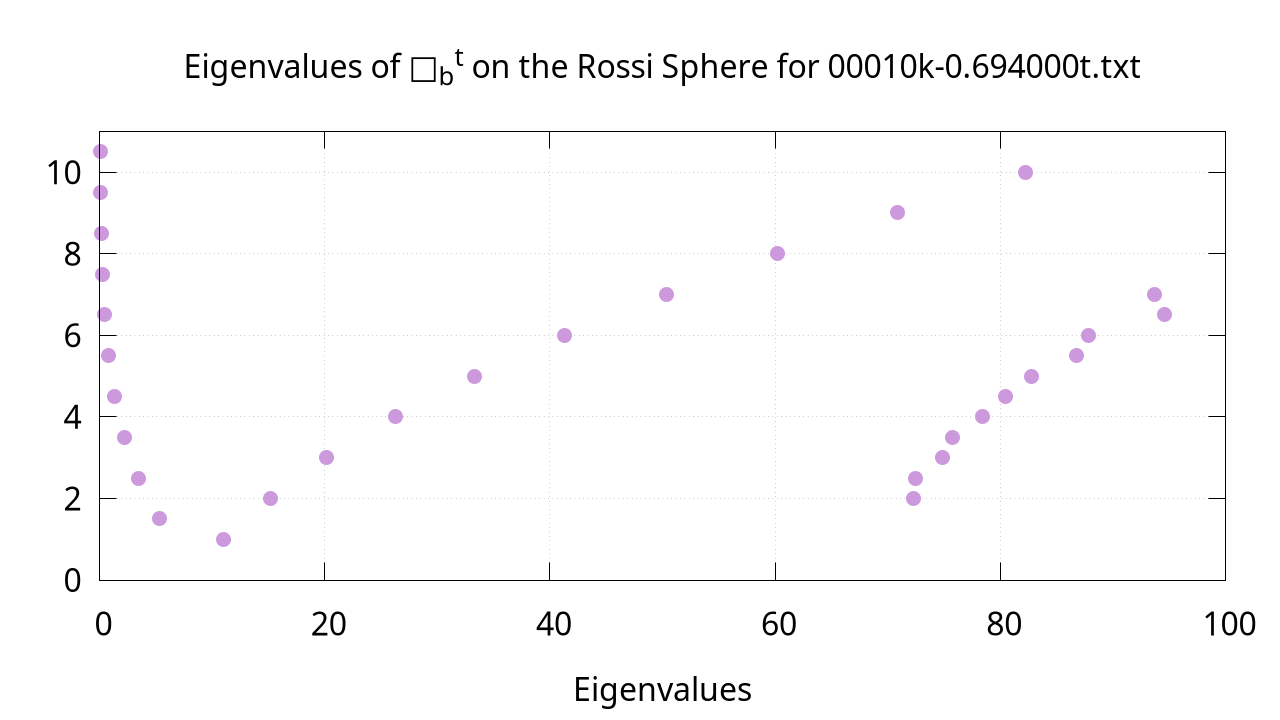 Eigenvalues of □bt on the Rossi Sphere for 00010k-0.694000t.txt
10
8
6
4
2
0
0 20 40 60 80 100
Eigenvalues